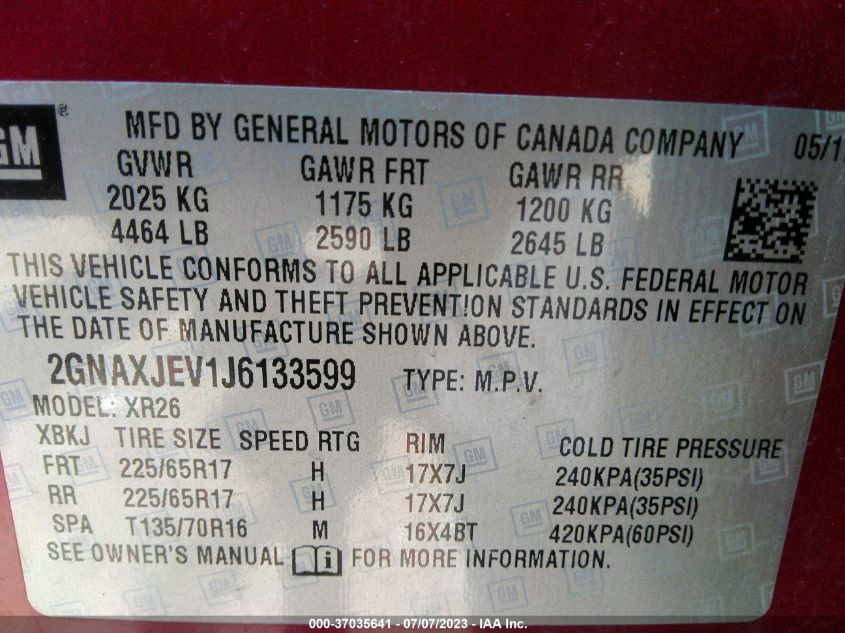 GM ®
MFD BY GENERAL MOTORS OF CANADA COMPANY 05/1
GVWR GAWR FRT GAWR RR
2025 KG 1175 KG 1200 KG
4464 LB 2590 LB 2645 LB
THIS VEHICLE CONFORMS TO ALL APPLICABLE U.S. FEDERAL MOTOR
VEHICLE SAFETY AND THEFT PREVENTION STANDARDS IN EFFECT ON
THE DATE OF MANUFACTURE SHOWN ABOVE.
2GNAXJEV1J6133599 TYPE: M.P.V.
MODEL: XR26
XBKJ TIRE SIZE SPEED RTG RIM COLD TIRE PRESSURE
FRT 225/65R17 H 17X7J 240KPA(35PSI)
RR 225/65R17 H 17X7J 240KPA(35PSI)
SPA T135/70R16 M 16X4BT 420KPA(60PSI)
SEE OWNER'S MANUAL i FOR MORE INFORMATION.
000-37035641 - 07/07/2023 - IAA Inc.